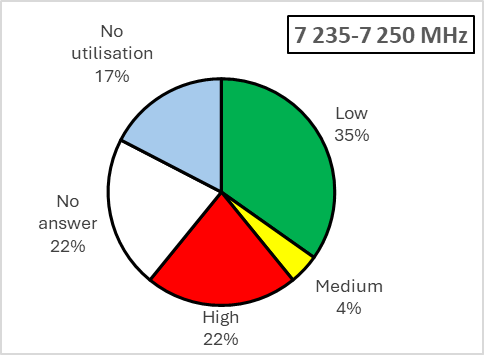 7 235-7 250 MHz
No
utilisation
17%
Low
35%
No
answer
22%
Medium
4%
High
22%